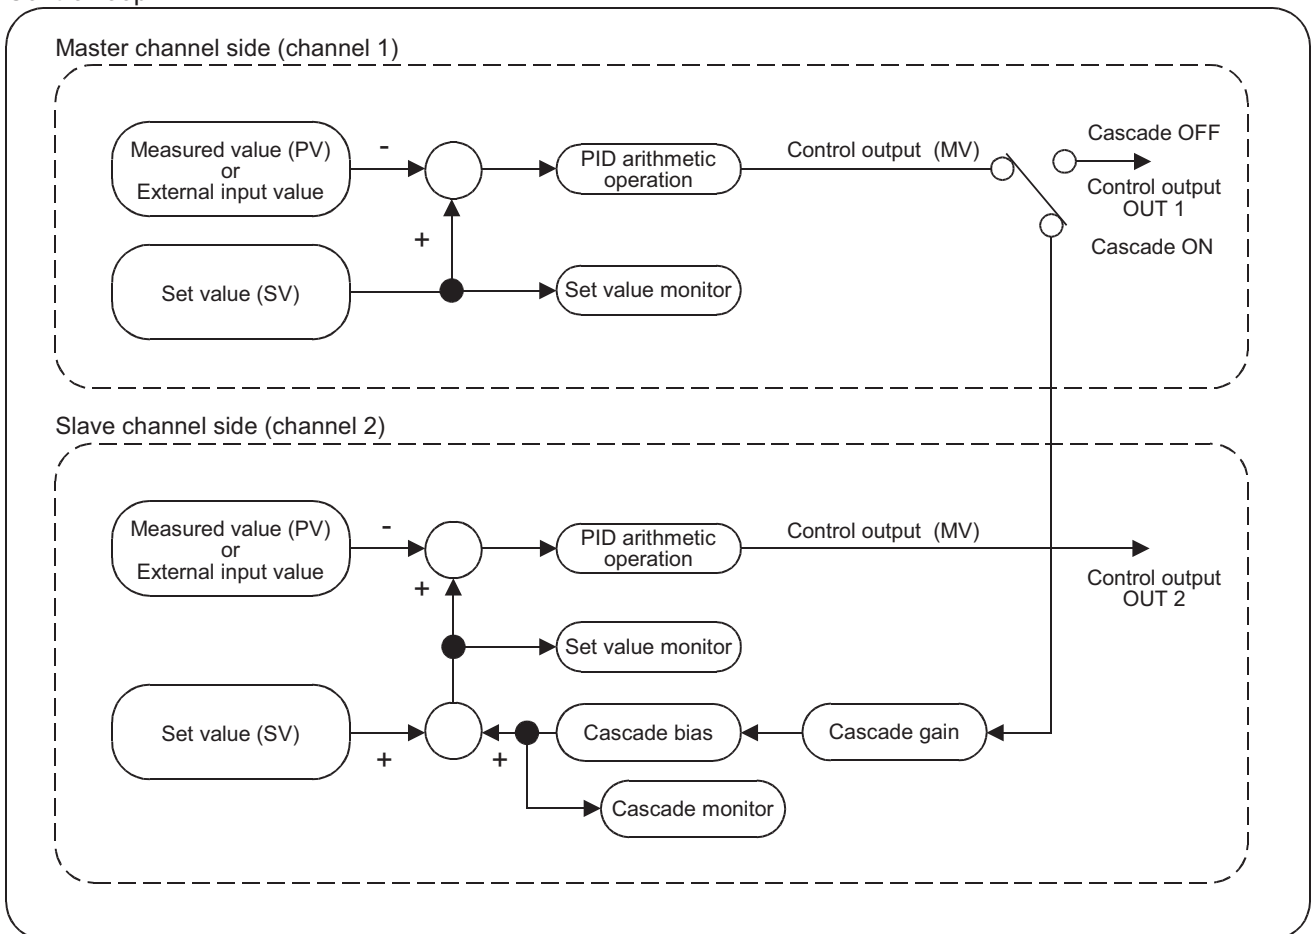 Master channel side (channel 1)
Measured value (PV)
or
External input value
-
+
PID arithmetic
operation
Control output (MV)
Cascade OFF
Control output
OUT 1
Cascade ON
Set value (SV)
Set value monitor
Slave channel side (channel 2)
Measured value (PV)
or
External input value
-
+
PID arithmetic
operation
Control output (MV)
Control output
OUT 2
Set value monitor
Set value (SV)
+
+
Cascade bias
Cascade gain
Cascade monitor